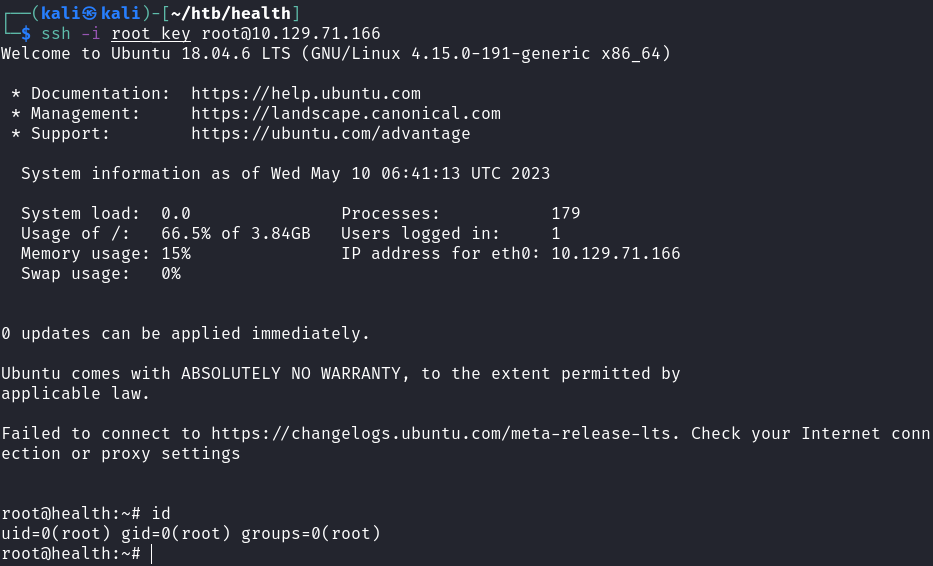 ┌──(kali㉿kali)-[~/htb/health]
└─$ ssh -i root_key root@10.129.71.166
Welcome to Ubuntu 18.04.6 LTS (GNU/Linux 4.15.0-191-generic x86_64)
* Documentation:  https://help.ubuntu.com
* Management:     https://landscape.canonical.com
* Support:        https://ubuntu.com/advantage
System information as of Wed May 10 06:41:13 UTC 2023
System load:  0.0               Processes:           179
Usage of /:   66.5% of 3.84GB   Users logged in:     1
Memory usage: 15%               IP address for eth0: 10.129.71.166
Swap usage:   0%
0 updates can be applied immediately.
Ubuntu comes with ABSOLUTELY NO WARRANTY, to the extent permitted by
applicable law.
Failed to connect to https://changelogs.ubuntu.com/meta-release-lts. Check your Internet conn
ection or proxy settings
root@health:~# id
uid=0(root) gid=0(root) groups=0(root)
root@health:~#